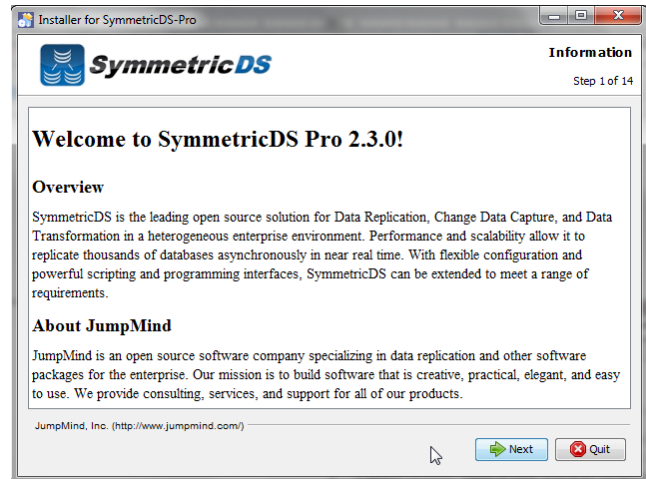 Installer for SymmetricDS-Pro
SymmetricDS
Information
Step 1 of 14
Welcome to SymmetricDS Pro 2.3.0!
Overview
SymmetricDS is the leading open source solution for Data Replication, Change Data Capture, and Data
Transformation in a heterogeneous enterprise environment. Performance and scalability allow it to
replicate thousands of databases asynchronously in near real time. With flexible configuration and
powerful scripting and programming interfaces, SymmetricDS can be extended to meet a range of
requirements.
About JumpMind
JumpMind is an open source software company specializing in data replication and other software
packages for the enterprise. Our mission is to build software that is creative, practical, elegant, and easy
to use. We provide consulting, services, and support for all of our products.
JumpMind, Inc. (http://www.jumpmind.com/)
Next
Quit